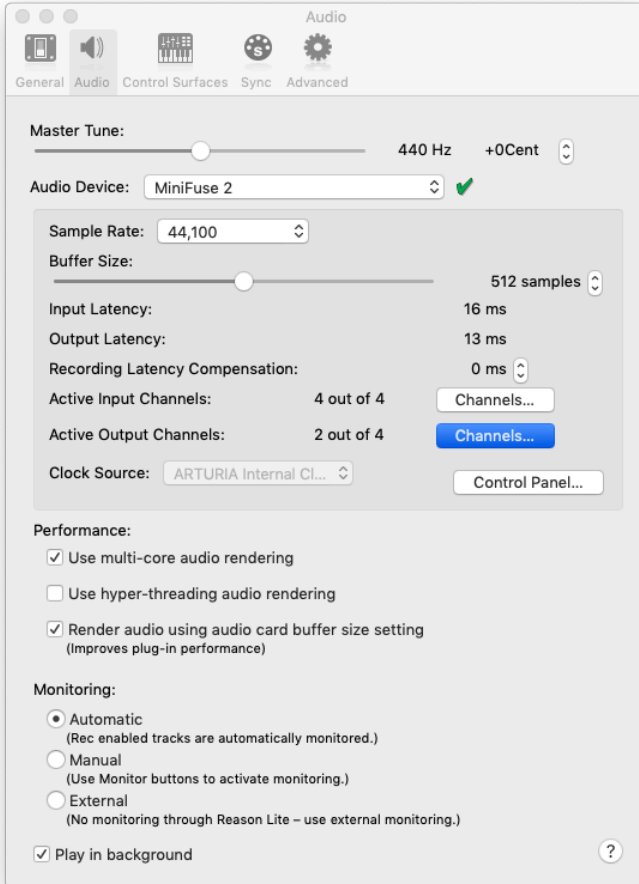 Audio
General Audio Control Surfaces Sync Advanced
Master Tune:
440 Hz +0Cent
Audio Device: MiniFuse 2
Sample Rate: 44,100
Buffer Size:
512 samples
Input Latency: 16 ms
Output Latency: 13 ms
Recording Latency Compensation: 0 ms
Active Input Channels: 4 out of 4 Channels...
Active Output Channels: 2 out of 4 Channels...
Clock Source: ARTURIA Internal Cl... Control Panel...
Performance:
Use multi-core audio rendering
Use hyper-threading audio rendering
Render audio using audio card buffer size setting
(Improves plug-in performance)
Monitoring:
Automatic
(Rec enabled tracks are automatically monitored.)
Manual
(Use Monitor buttons to activate monitoring.)
External
(No monitoring through Reason Lite – use external monitoring.)
Play in background ?